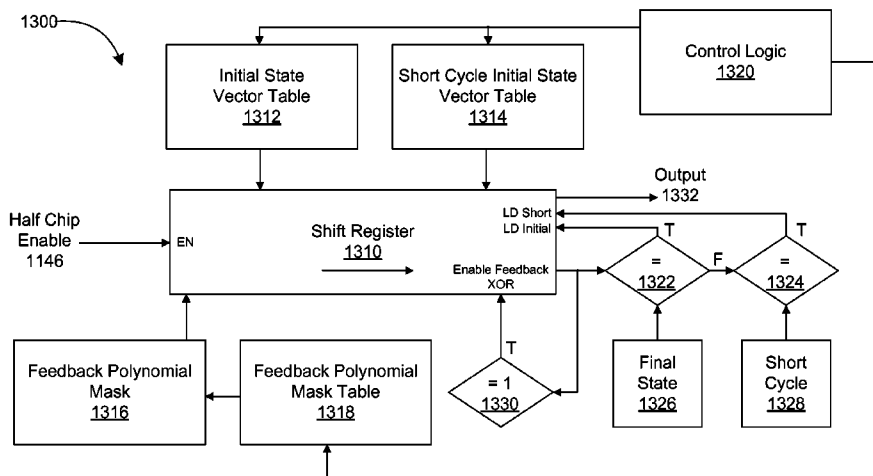 1300
Initial State
Vector Table
1312
Short Cycle Initial State
Vector Table
1314
Control Logic
1320
Output
1332
Half Chip
Enable
1146
EN
Shift Register
1310
LD Short
LD Initial
Enable Feedback
XOR
T
=
1322
F
T
=
1324
Feedback Polynomial
Mask
1316
Feedback Polynomial
Mask Table
1318
T
= 1
1330
Final
State
1326
Short
Cycle
1328